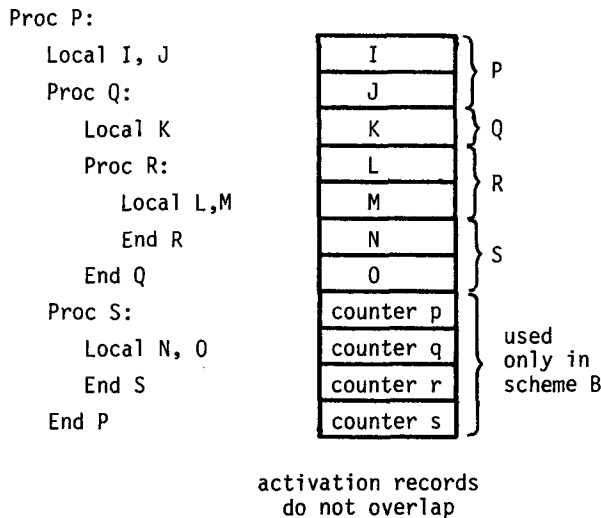 Proc P:
Local I, J
Proc Q:
Local K
Proc R:
Local L,M
End R
End Q
Proc S:
Local N, O
End S
End P
I
J
K
L
M
N
O
counter p
counter q
counter r
counter s
P
Q
R
S
used
only in
scheme B
activation records
do not overlap